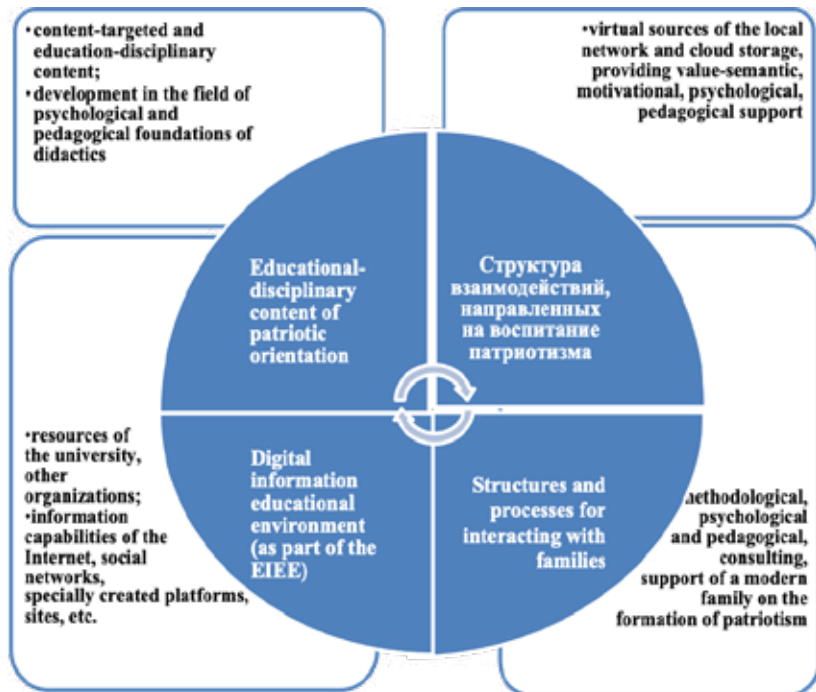 •content-targeted and
education-disciplinary
content;
•development in the field of
psychological and
pedagogical foundations of
didactics
•virtual sources of the local
network and cloud storage,
providing value-semantic,
motivational, psychological,
pedagogical support
Educational-
disciplinary
content of
patriotic
orientation
Структура
взаимодействий,
направленных
на воспитание
патриотизма
•resources of
the university,
other
organizations;
•information
capabilities of the
Internet, social
networks,
specially created platforms,
sites, etc.
Digital
information
educational
environment
(as part of the
EIEE)
Structures and
processes for
interacting with
families
ethodological,
psychological
and pedagogical,
consulting,
support of a modern
family on the
formation of patriotism